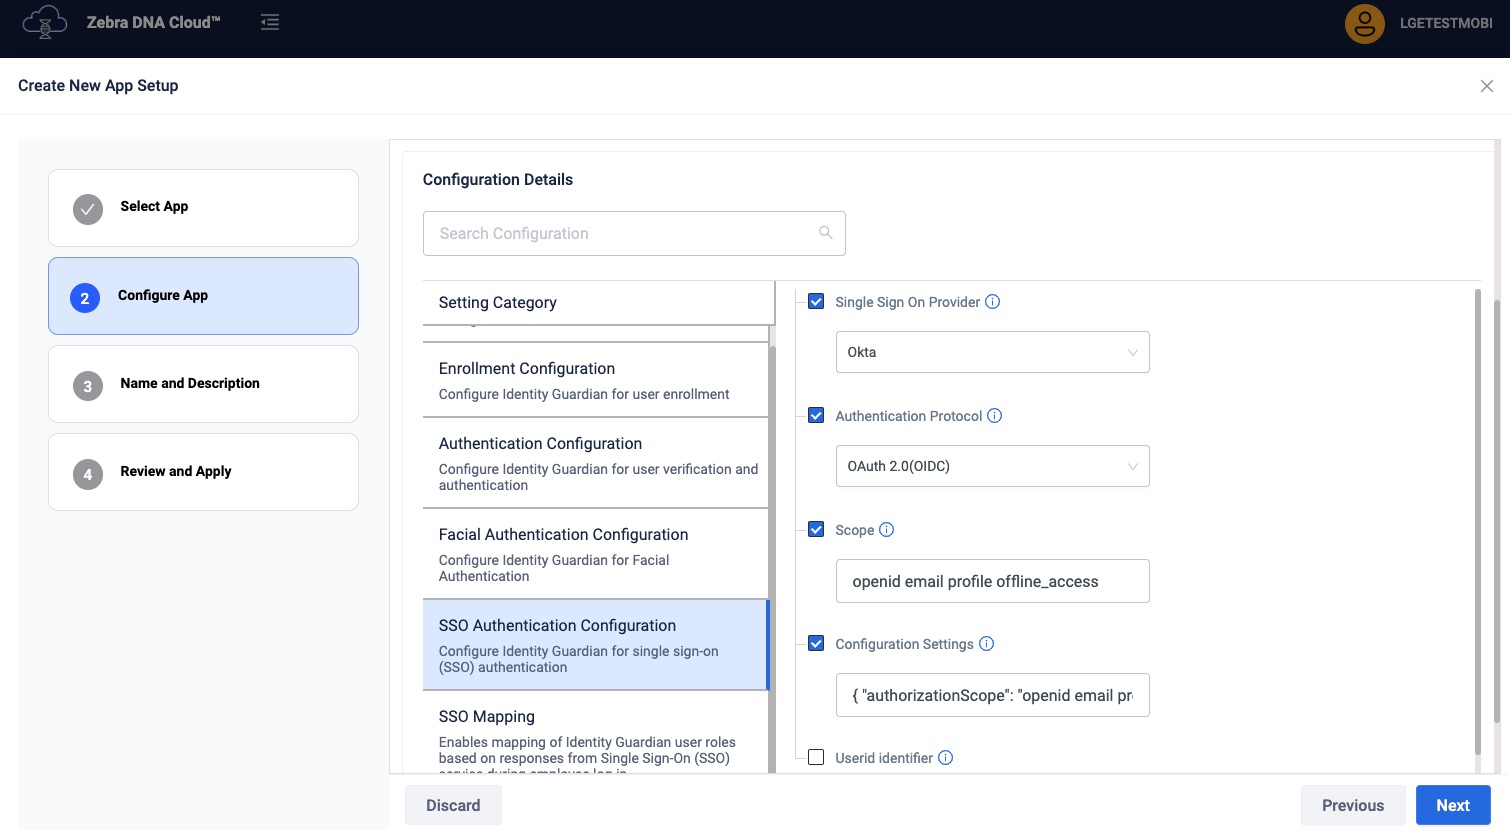 Zebra DNA Cloud™
LGETESTMOBI
Create New App Setup
Select App
2
Configure App
3
Name and Description
4
Review and Apply
Configuration Details
Search Configuration
Setting Category
Enrollment Configuration
Configure Identity Guardian for user enrollment
Authentication Configuration
Configure Identity Guardian for user verification and
authentication
Facial Authentication Configuration
Configure Identity Guardian for Facial
Authentication
SSO Authentication Configuration
Configure Identity Guardian for single sign-on
(SSO) authentication
SSO Mapping
Enables mapping of Identity Guardian user roles
based on responses from Single Sign-On (SSO)
service during employee log in
Single Sign On Provider
Okta
Authentication Protocol
OAuth 2.0(OIDC)
Scope
openid email profile offline_access
Configuration Settings
{ "authorizationScope": "openid email pr
Userid identifier
Discard
Previous
Next